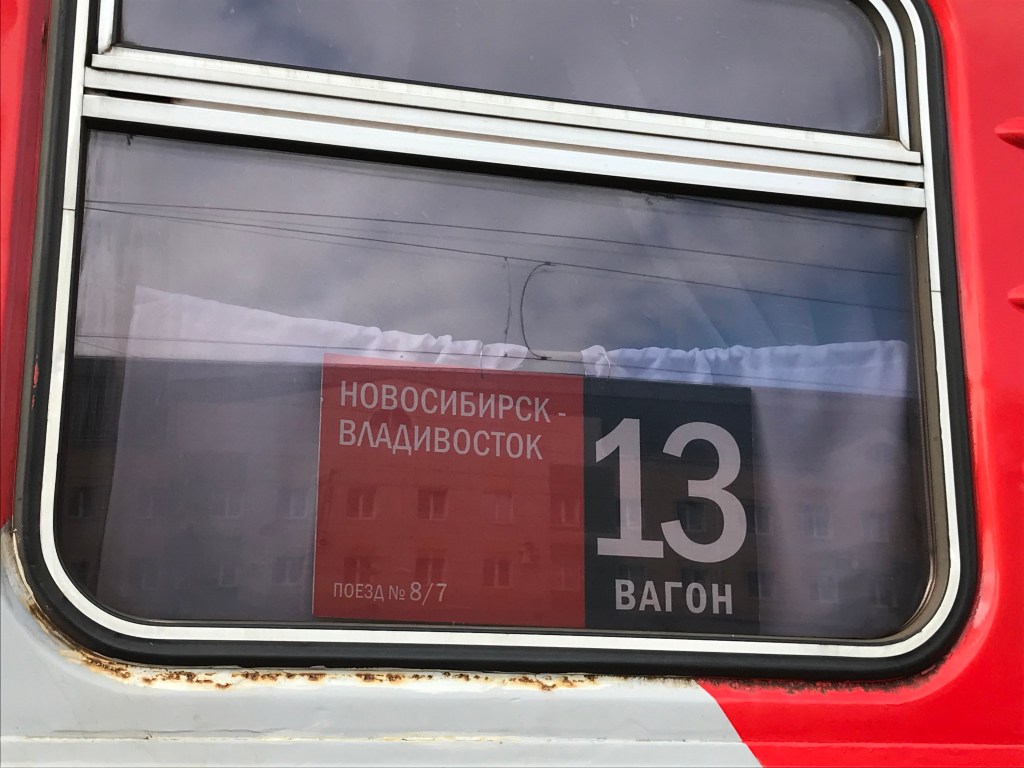 НОВОСИБИРСК -
ВЛАДИВОСТОК
ПОЕЗД № 8/7
13
ВАГОН